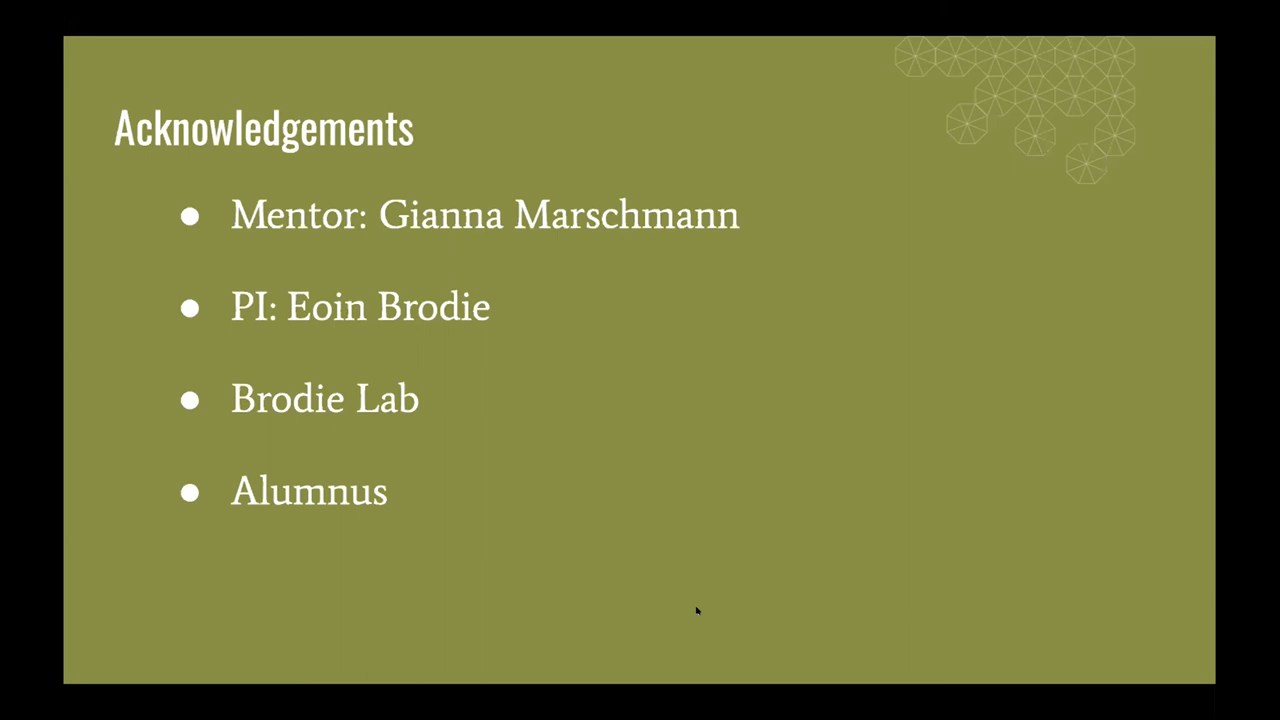 Acknowledgements
● Mentor: Gianna Marschmann
● PI: Eoin Brodie
● Brodie Lab
● Alumnus